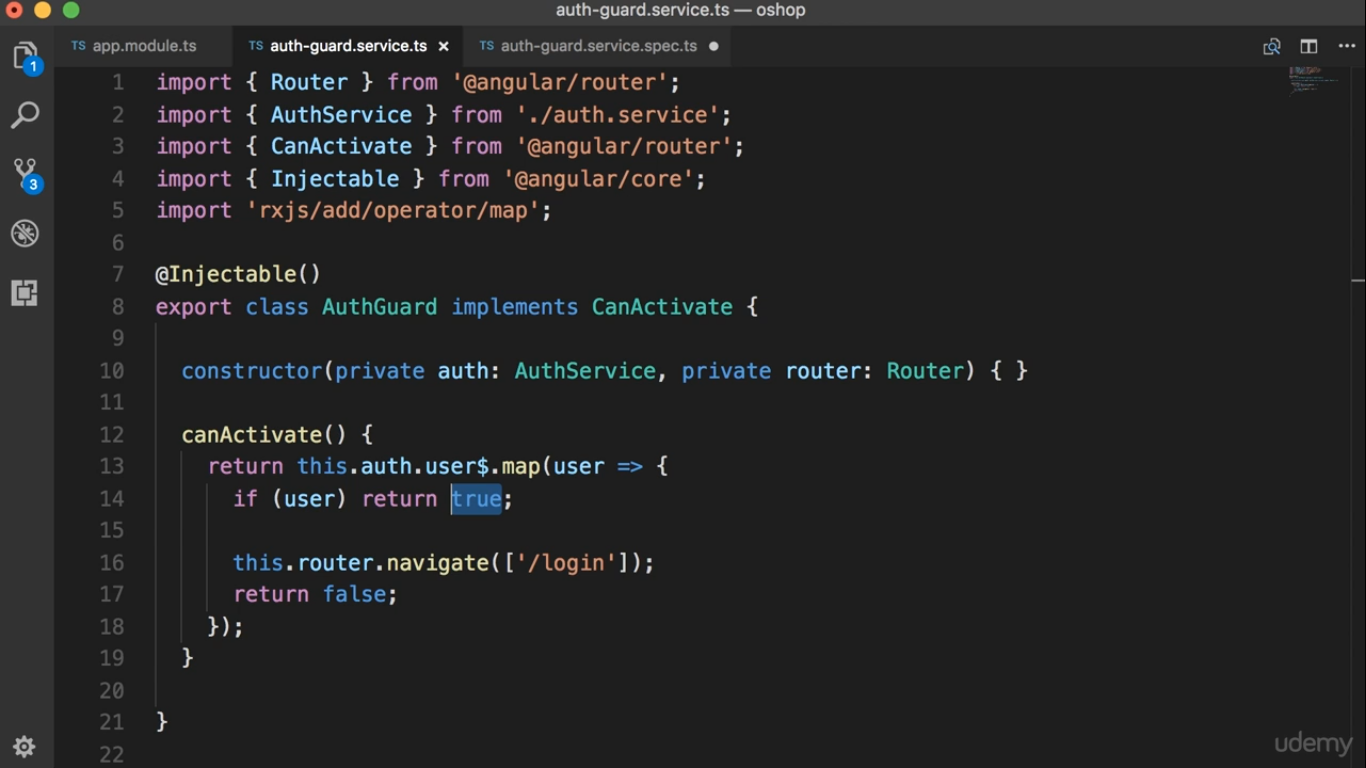 auth-guard.service.ts — oshop
TS app.module.ts TS auth-guard.service.ts × TS auth-guard.service.spec.ts ●
1
3
1 import { Router } from '@angular/router';
2 import { AuthService } from './auth.service';
3 import { CanActivate } from '@angular/router';
4 import { Injectable } from '@angular/core';
5 import 'rxjs/add/operator/map';
6
7 @Injectable()
8 export class AuthGuard implements CanActivate {
9
10 constructor(private auth: AuthService, private router: Router) { }
11
12 canActivate() {
13 return this.auth.user$.map(user => {
14 if (user) return true;
15
16 this.router.navigate(['/login']);
17 return false;
18 });
19 }
20
21 }
22
udemy